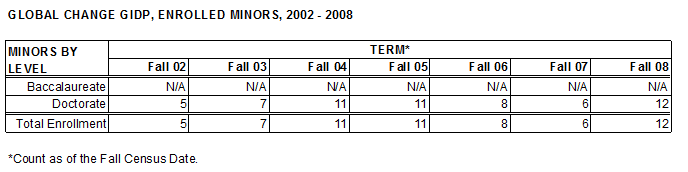 GLOBAL CHANGE GIDP, ENROLLED MINORS, 2002 - 2008
MINORS BY LEVEL TERM*
Fall 02 Fall 03 Fall 04 Fall 05 Fall 06 Fall 07 Fall 08
Baccalaureate N/A N/A N/A N/A N/A N/A N/A
Doctorate 5 7 11 11 8 6 12
Total Enrollment 5 7 11 11 8 6 12
*Count as of the Fall Census Date.